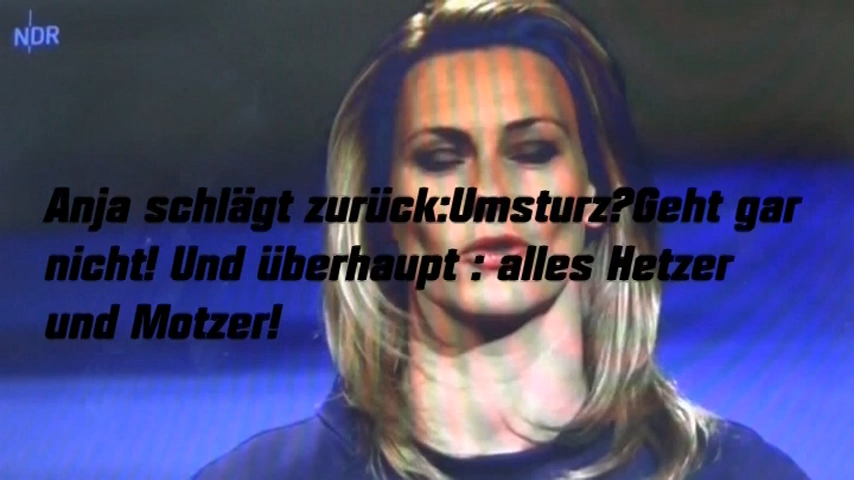 NDR
Anja schlägt zurück:Umsturz?Geht gar
nicht! Und überhaupt : alles Hetzer
und Motzer!